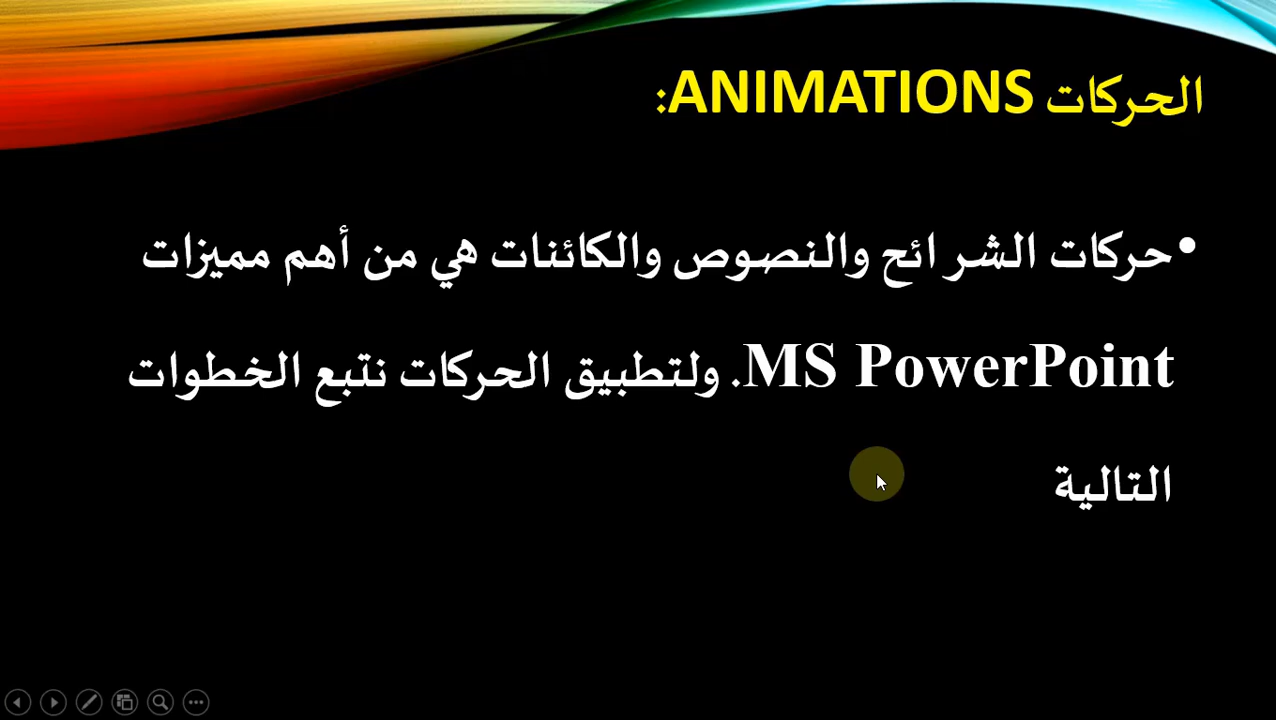 الحركات ANIMATIONS:
•حركات الشرائح والنصوص والكائنات هي من أهم مميزات
MS PowerPoint. ولتطبيق الحركات نتبع الخطوات
التالية